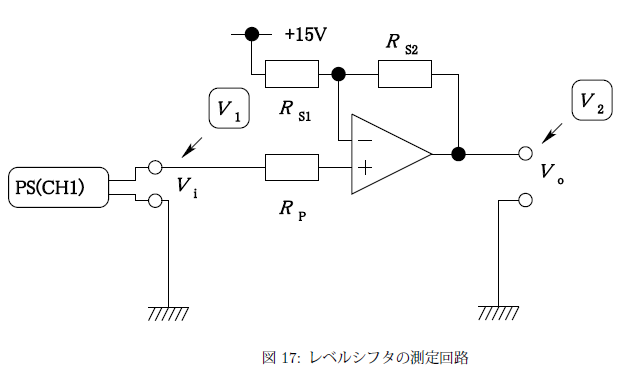 +15V
R S2
V 1
R S1
V 2
PS(CH1)
V i
V o
R P
図 17: レベルシフタの測定回路